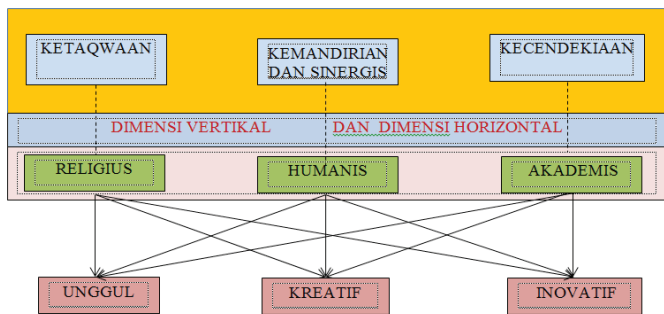 KETAQWAAN
KEMANDIRIAN
DAN SINERGIS
KECENDEKIAAN
DIMENSI VERTIKAL DAN DIMENSI HORIZONTAL
RELIGIUS
HUMANIS
AKADEMIS
UNGGUL
KREATIF
INOVATIF